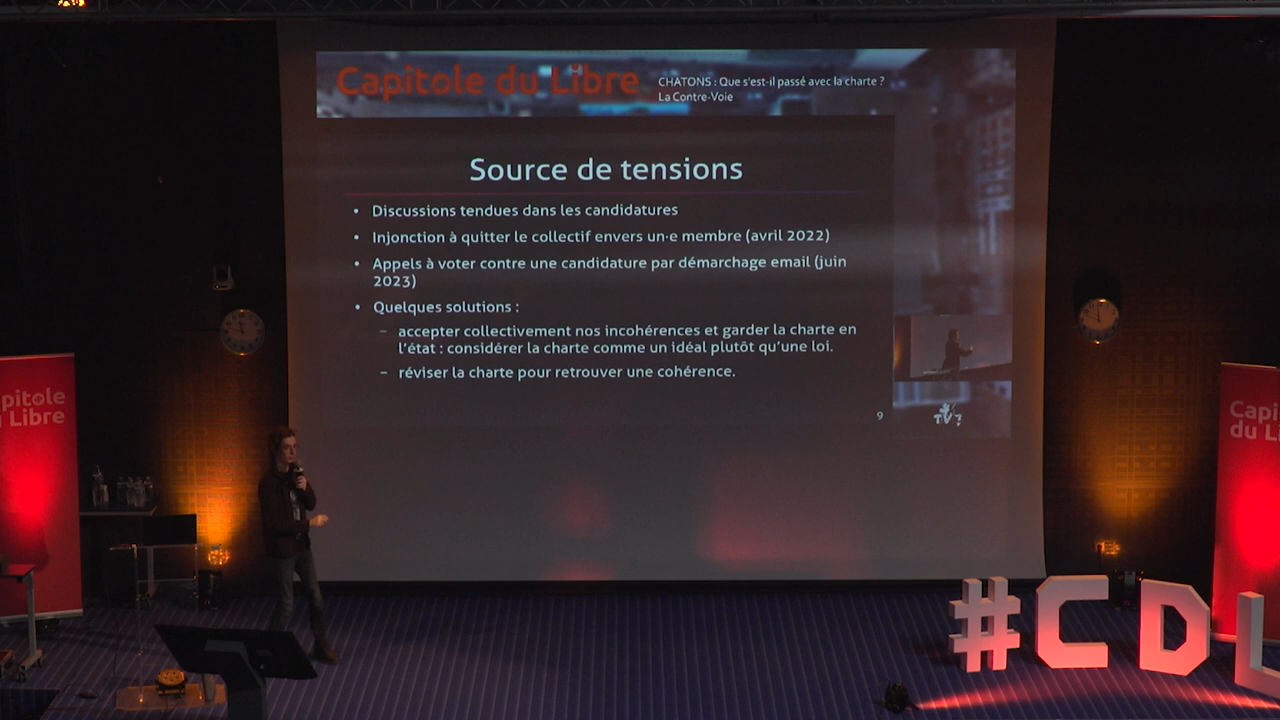 Capitole du Libre
CHATONS : Que s'est-il passé avec la charte ?
La Contre-Voie
Source de tensions
• Discussions tendues dans les candidatures
• Injonction à quitter le collectif envers un·e membre (avril 2022)
• Appels à voter contre une candidature par démarchage email (juin
2023)
• Quelques solutions :
– accepter collectivement nos incohérences et garder la charte en
l'état : considérer la charte comme un idéal plutôt qu'une loi.
– réviser la charte pour retrouver une cohérence.
9
pitole
Libre
Capi
du L
#CDL